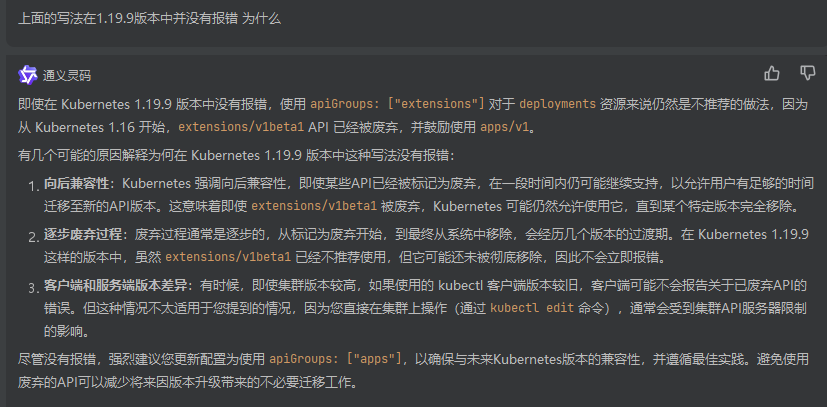 上面的写法在1.19.9版本中并没有报错 为什么
通义灵码
即使在 Kubernetes 1.19.9 版本中没有报错，使用 apiGroups: ["extensions"] 对于 deployments 资源来说仍然是不推荐的做法，因为
从 Kubernetes 1.16 开始，extensions/v1beta1 API 已经被废弃，并鼓励使用 apps/v1。
有几个可能的原因解释为何在 Kubernetes 1.19.9 版本中这种写法没有报错：
1. 向后兼容性：Kubernetes 强调向后兼容性，即使某些API已经被标记为废弃，在一段时间内仍可能继续支持，以允许用户有足够的时间
迁移至新的API版本。这意味着即使 extensions/v1beta1 被废弃，Kubernetes 可能仍然允许使用它，直到某个特定版本完全移除。
2. 逐步废弃过程：废弃过程通常是逐步的，从标记为废弃开始，到最终从系统中移除，会经历几个版本的过渡期。在 Kubernetes 1.19.9
这样的版本中，虽然 extensions/v1beta1 已经不推荐使用，但它可能还未被彻底移除，因此不会立即报错。
3. 客户端和服务端版本差异：有时候，即使集群版本较高，如果使用的 kubectl 客户端版本较旧，客户端可能不会报告关于已废弃API的
错误。但这种情况不太适用于您提到的情况，因为您直接在集群上操作（通过 kubectl edit 命令），通常会受到集群API服务器限制
的影响。
尽管没有报错，强烈建议您更新配置为使用 apiGroups: ["apps"]，以确保与未来Kubernetes版本的兼容性，并遵循最佳实践。避免使用
废弃的API可以减少将来因版本升级带来的不必要迁移工作。